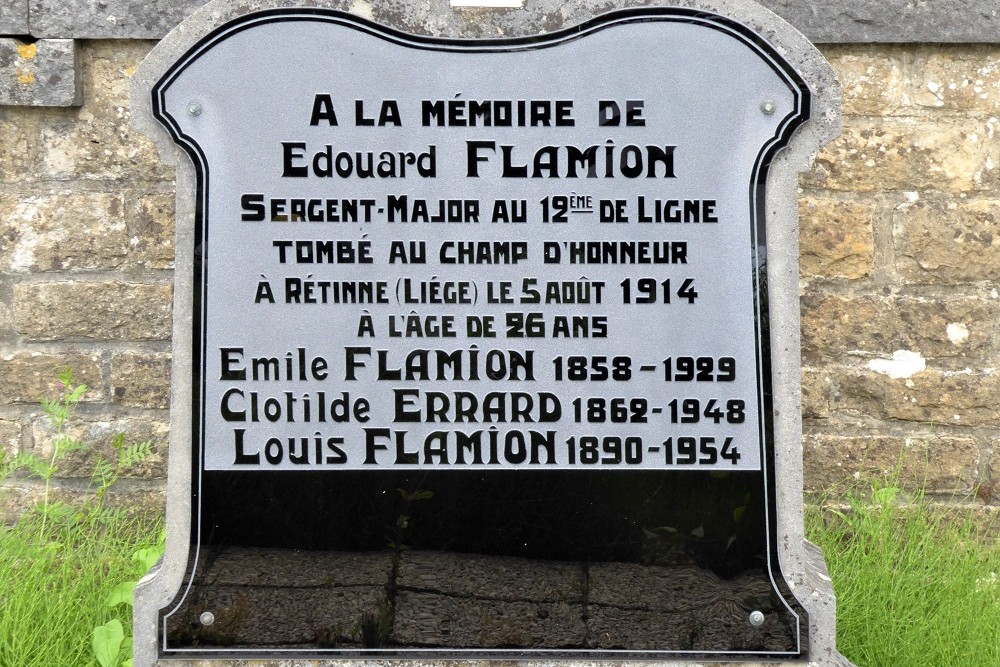 A LA MÉMOIRE DE
Edouard FLAMION
SERGENT-MAJOR AU 12ÈME DE LIGNE
TOMBÉ AU CHAMP D'HONNEUR
À RÉTINNE (LIÉGE) LE 5 AOÛT 1914
À L'ÂGE DE 26 ANS
Emile FLAMION 1858-1929
Clotilde ERRARD 1862-1948
Louis FLAMION 1890-1954